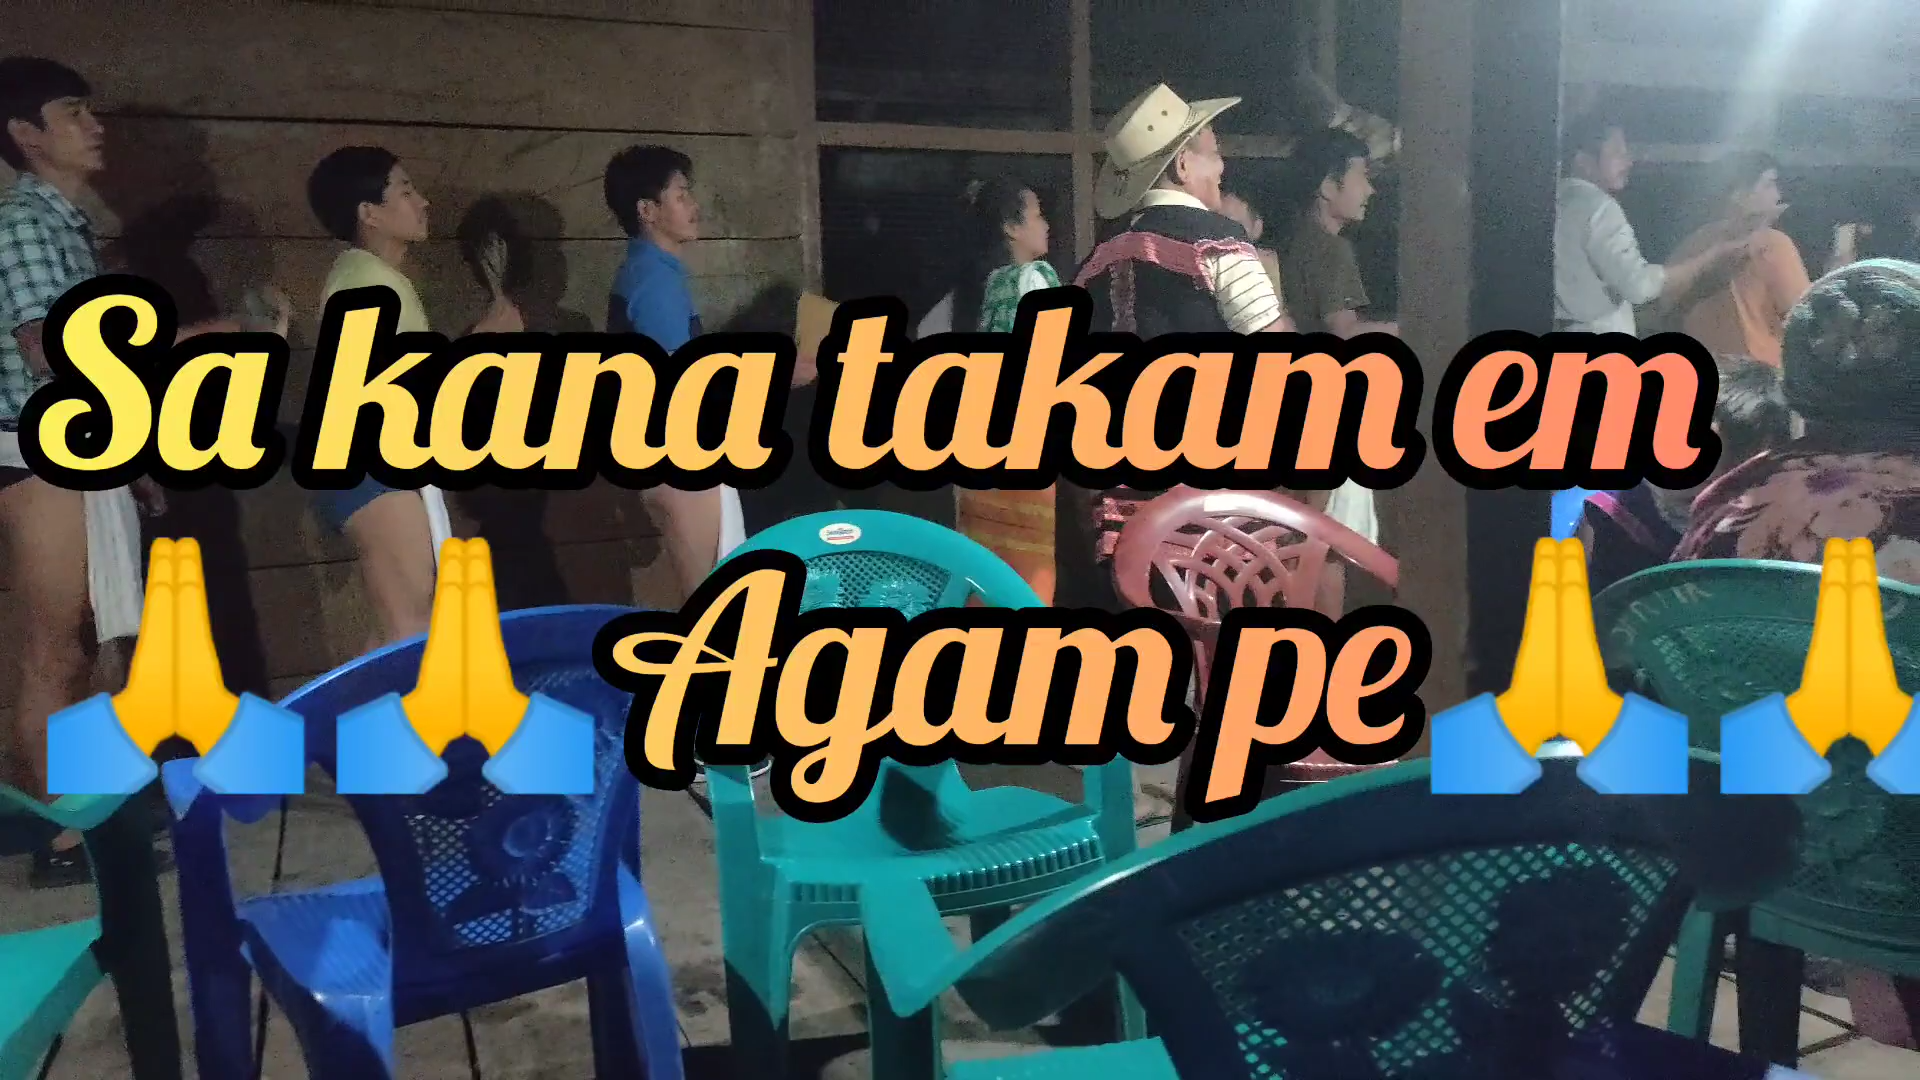 Sa kana takam em
🙏🙏Agam pe🙏🙏